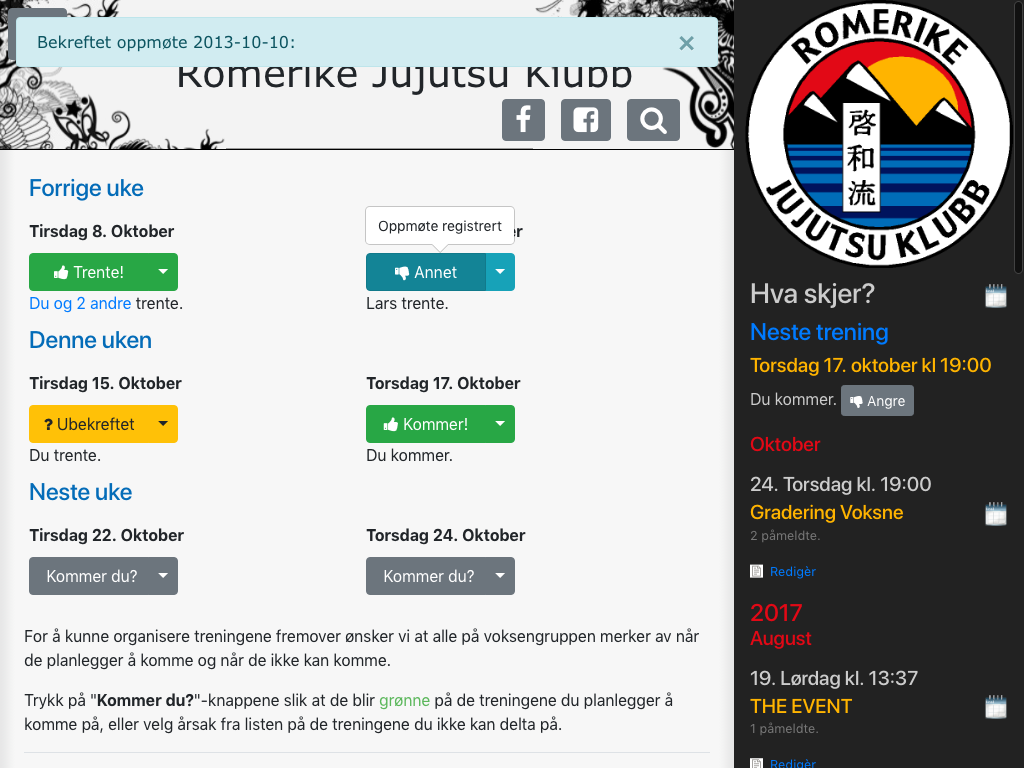 Bekreftet oppmøte 2013-10-10:
×
Romerike Jujutsu Klubb
Forrige uke
Tirsdag 8. Oktober
Oppmøte registrert
er
Trente!
Annet
Du og 2 andre trente.
Lars trente.
Denne uken
Tirsdag 15. Oktober
Torsdag 17. Oktober
? Ubekreftet
Kommer!
Du trente.
Du kommer.
Neste uke
Tirsdag 22. Oktober
Torsdag 24. Oktober
Kommer du?
Kommer du?
For å kunne organisere treningene fremover ønsker vi at alle på voksengruppen merker av når
de planlegger å komme og når de ikke kan komme.
Trykk på "Kommer du?"-knappene slik at de blir grønne på de treningene du planlegger å
komme på, eller velg årsak fra listen på de treningene du ikke kan delta på.
ROMERIKE
啓和流
JUJUTSU KLUBB
Hva skjer?
Neste trening
Torsdag 17. oktober kl 19:00
Du kommer.
Angre
Oktober
24. Torsdag kl. 19:00
Gradering Voksne
2 påmeldte.
Redigèr
2017
August
19. Lørdag kl. 13:37
THE EVENT
1 påmeldte.
Redigèr